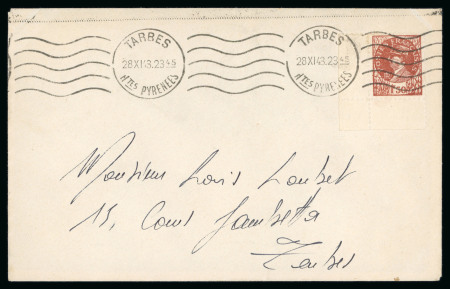 TARBES
28 XI 43.23 45
HTES PYRENEES
TARBES
28 XI 43.23 45
HTES PYRENEES
Monsieur Louis Loubet
15, Cours Gambetta
Tarbes